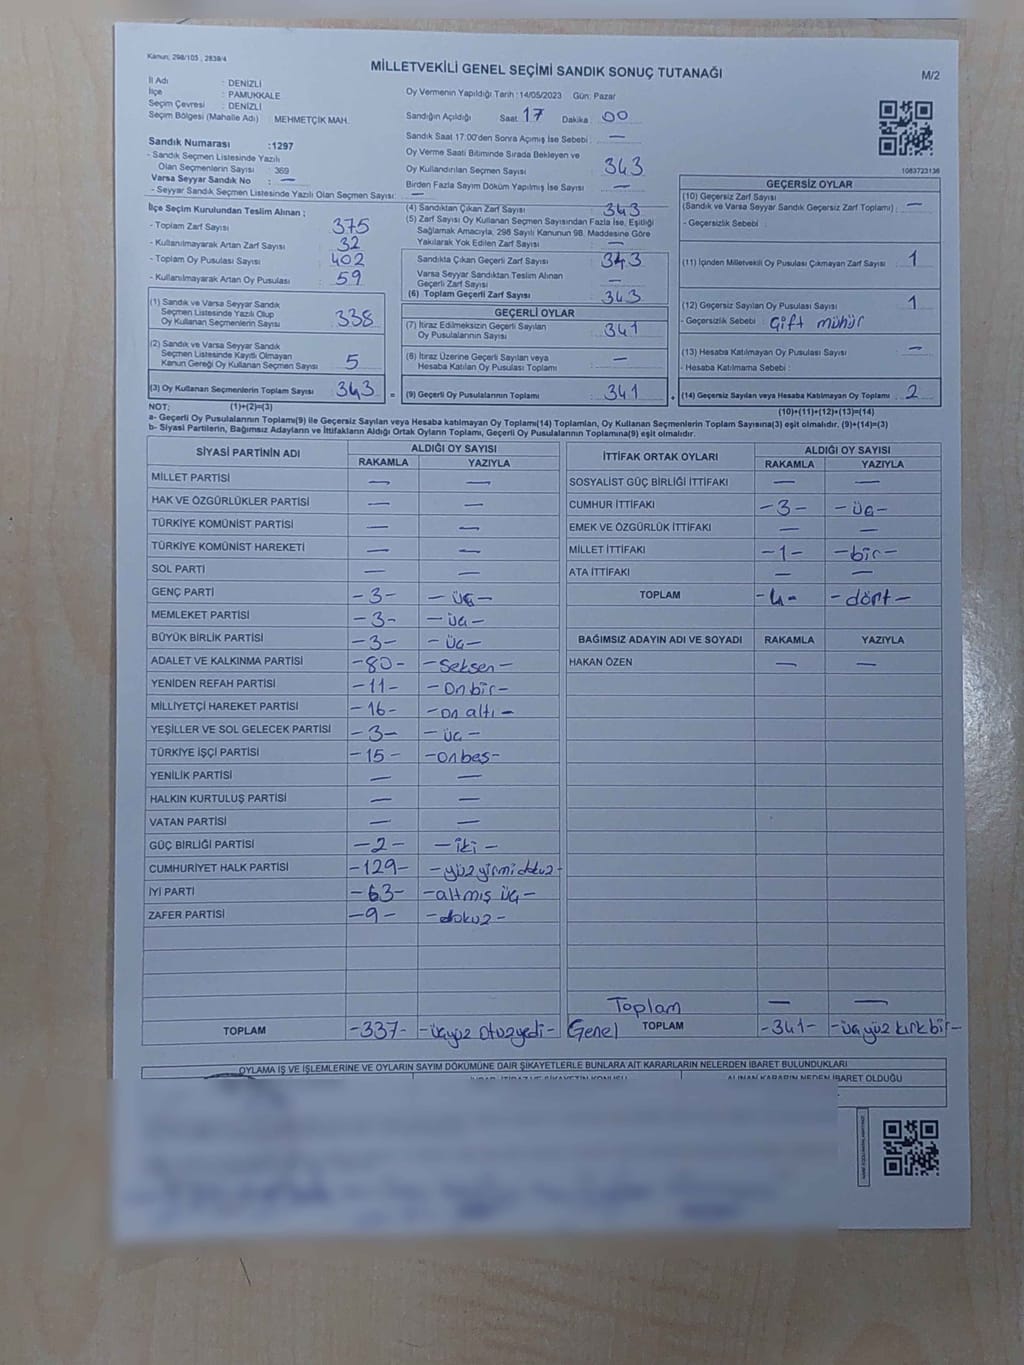 Kanun, 298/105 , 2839/4
MİLLETVEKİLİ GENEL SEÇİMİ SANDIK SONUÇ TUTANAĞI
M/2
İl Adı : DENİZLİ
İlçe : PAMUKKALE
Seçim Çevresi : DENİZLİ
Seçim Bölgesi (Mahalle Adı) : MEHMETÇİK MAH.
Sandık Numarası :1297
- Sandık Seçmen Listesinde Yazılı
Olan Seçmenlerin Sayısı : 369
Varsa Seyyar Sandık No : —
- Seyyar Sandık Seçmen Listesinde Yazılı Olan Seçmen Sayısı: —
Oy Vermenin Yapıldığı Tarih :14/05/2023 Gün: Pazar
Sandığın Açıldığı Saat 17 Dakika 00
Sandık Saat 17:00'den Sonra Açımış İse Sebebi : —
Oy Verme Saati Bitiminde Sırada Bekleyen ve
Oy Kullandırılan Seçmen Sayısı : 343
Birden Fazla Sayım Döküm Yapılmış İse Sayısı : —
1083723136
İlçe Seçim Kurulundan Teslim Alınan ;
- Toplam Zarf Sayısı : 375
- Kullanılmayarak Artan Zarf Sayısı : 32
- Toplam Oy Pusulası Sayısı : 402
- Kullanılmayarak Artan Oy Pusulası : 59
(4) Sandıktan Çıkan Zarf Sayısı : 343
(5) Zarf Sayısı Oy Kullanan Seçmen Sayısından Fazla İse, Eşitliği
Sağlamak Amacıyla, 298 Sayılı Kanunun 98. Maddesine Göre
Yakılarak Yok Edilen Zarf Sayısı : —
Sandıkta Çıkan Geçerli Zarf Sayısı : 343
Varsa Seyyar Sandıktan Teslim Alınan
Geçerli Zarf Sayısı : —
(6) Toplam Geçerli Zarf Sayısı : 343
GEÇERSİZ OYLAR
(10) Geçersiz Zarf Sayısı
(Sandık ve Varsa Seyyar Sandık Geçersiz Zarf Toplamı) : —
- Geçersizlik Sebebi :
(11) İçinden Milletvekili Oy Pusulası Çıkmayan Zarf Sayısı : 1
(12) Geçersiz Sayılan Oy Pusulası Sayısı : 1
- Geçersizlik Sebebi : Çift mühür
(13) Hesaba Katılmayan Oy Pusulası Sayısı : —
- Hesaba Katılmama Sebebi :
(14) Geçersiz Sayılan veya Hesaba Katılmayan Oy Toplamı : 2
(10)+(11)+(12)+(13)=(14)
(1) Sandık ve Varsa Seyyar Sandık
Seçmen Listesinde Yazılı Olup
Oy Kullanan Seçmenlerin Sayısı : 338
(2) Sandık ve Varsa Seyyar Sandık
Seçmen Listesinde Kayıtlı Olmayan
Kanun Gereği Oy Kullanan Seçmen Sayısı : 5
(3) Oy Kullanan Seçmenlerin Toplam Sayısı : 343 =
(1)+(2)=(3)
GEÇERLİ OYLAR
(7) İtiraz Edilmeksizin Geçerli Sayılan
Oy Pusulalarının Sayısı : 341
(8) İtiraz Üzerine Geçerli Sayılan veya
Hesaba Katılan Oy Pusulası Toplamı : —
(9) Geçerli Oy Pusulalarının Toplamı : 341 +
NOT:
a- Geçerli Oy Pusulalarının Toplamı(9) ile Geçersiz Sayılan veya Hesaba katılmayan Oy Toplam(14) Toplamları, Oy Kullanan Seçmenlerin Toplam Sayısına(3) eşit olmalıdır. (9)+(14)=(3)
b- Siyasi Partilerin, Bağımsız Adayların ve İttifakların Aldığı Ortak Oyların Toplamı, Geçerli Oy Pusulalarının Toplamına(9) eşit olmalıdır.
SİYASİ PARTİNİN ADI ALDIĞI OY SAYISI
RAKAMLA YAZIYLA
MİLLET PARTİSİ — —
HAK VE ÖZGÜRLÜKLER PARTİSİ — —
TÜRKİYE KOMÜNİST PARTİSİ — —
TÜRKİYE KOMÜNİST HAREKETİ — —
SOL PARTİ — —
GENÇ PARTİ -3- -üç-
MEMLEKET PARTİSİ -3- -üç-
BÜYÜK BİRLİK PARTİSİ -3- -üç-
ADALET VE KALKINMA PARTİSİ -80- -Seksen-
YENİDEN REFAH PARTİSİ -11- -On bir-
MİLLİYETÇİ HAREKET PARTİSİ -16- -on altı-
YEŞİLLER VE SOL GELECEK PARTİSİ -3- -üç-
TÜRKİYE İŞÇİ PARTİSİ -15- -onbeş-
YENİLİK PARTİSİ — —
HALKIN KURTULUŞ PARTİSİ — —
VATAN PARTİSİ — —
GÜÇ BİRLİĞİ PARTİSİ -2- -iki-
CUMHURİYET HALK PARTİSİ -129- -yüz yirmi dokuz-
İYİ PARTİ -63- -altmış üç-
ZAFER PARTİSİ -9- -dokuz-
TOPLAM -337- -üçyüz otuzyedi-
İTTİFAK ORTAK OYLARI ALDIĞI OY SAYISI
RAKAMLA YAZIYLA
SOSYALİST GÜÇ BİRLİĞİ İTTİFAKI — —
CUMHUR İTTİFAKI -3- -üç-
EMEK VE ÖZGÜRLÜK İTTİFAKI — —
MİLLET İTTİFAKI -1- -bir-
ATA İTTİFAKI — —
TOPLAM -4- -dört-
BAĞIMSIZ ADAYIN ADI VE SOYADI RAKAMLA YAZIYLA
HAKAN ÖZEN — —
Toplam — —
Genel TOPLAM -341- -üç yüz kırk bir-
OYLAMA İŞ VE İŞLEMLERİNE VE OYLARIN SAYIM DÖKÜMÜNE DAİR ŞİKAYETLERLE BUNLARA AİT KARARLARIN NELERDEN İBARET BULUNDUKLARI
İHBAR, İTİRAZ VE ŞİKAYETİN KONUSU ALINAN KARARIN NEDEN İBARET OLDUĞU